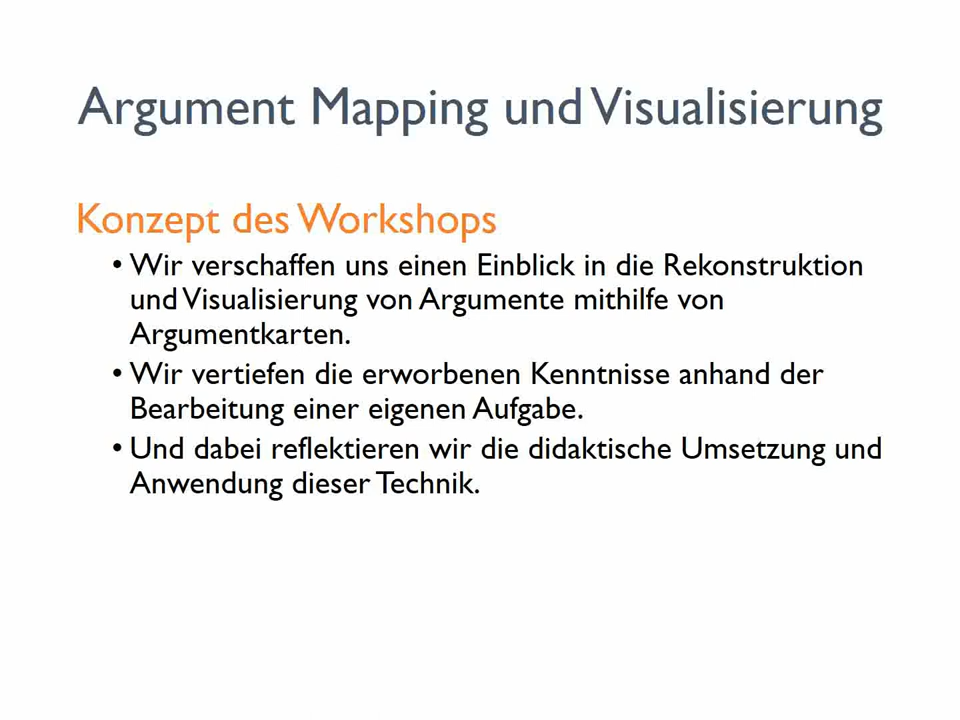 Argument Mapping und Visualisierung
Konzept des Workshops
• Wir verschaffen uns einen Einblick in die Rekonstruktion
und Visualisierung von Argumente mithilfe von
Argumentkarten.
• Wir vertiefen die erworbenen Kenntnisse anhand der
Bearbeitung einer eigenen Aufgabe.
• Und dabei reflektieren wir die didaktische Umsetzung und
Anwendung dieser Technik.